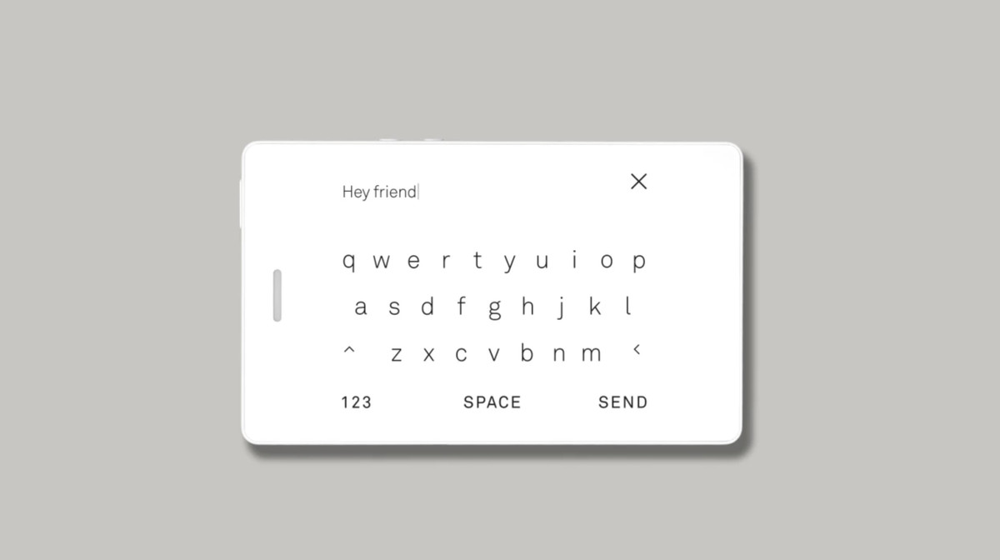 Hey friend
q w e r t y u i o p
a s d f g h j k l
^ z x c v b n m <
123 SPACE SEND